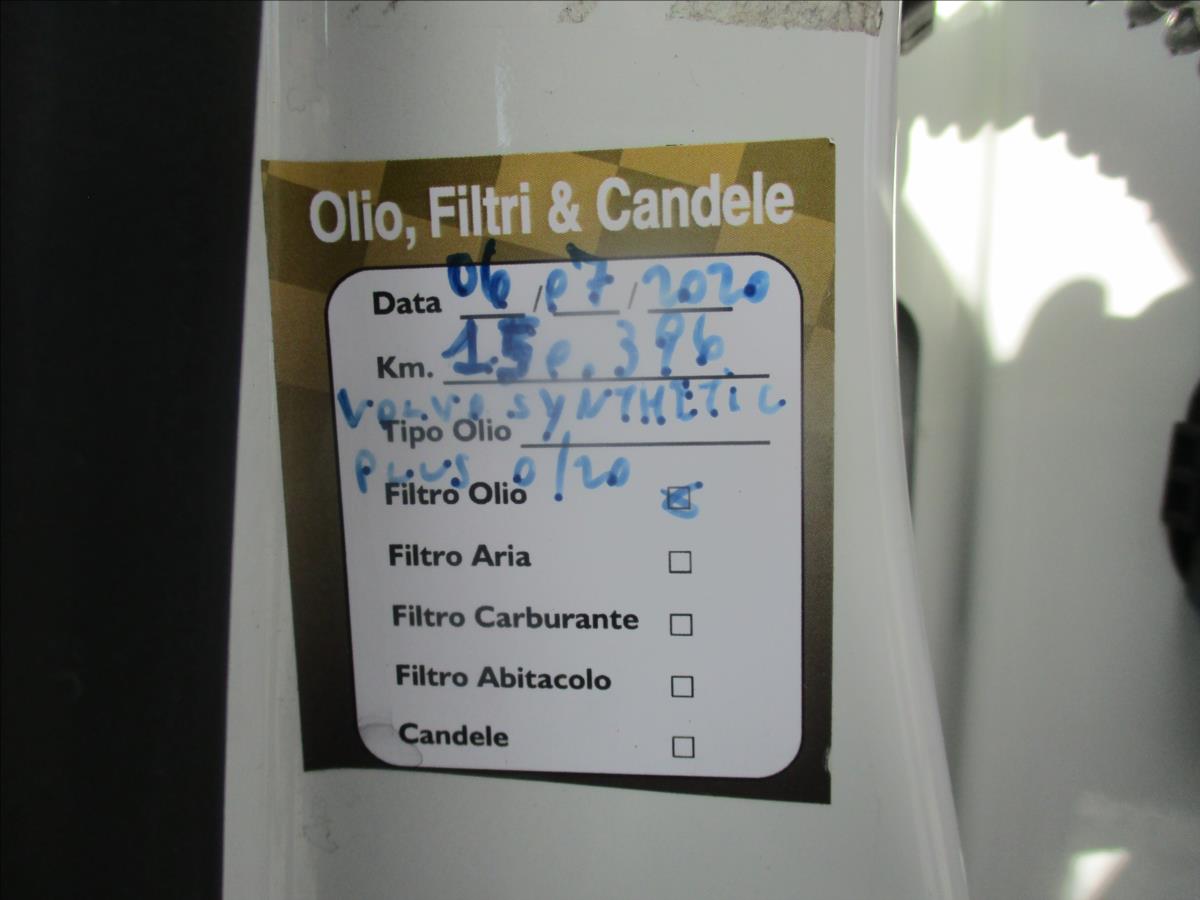 Olio, Filtri & Candele
Data 06 / 07 / 2020
Km. 150.396
VOLVO SYNTHETIC
Tipo Olio
PLUS 0/20
Filtro Olio
Filtro Aria
Filtro Carburante
Filtro Abitacolo
Candele